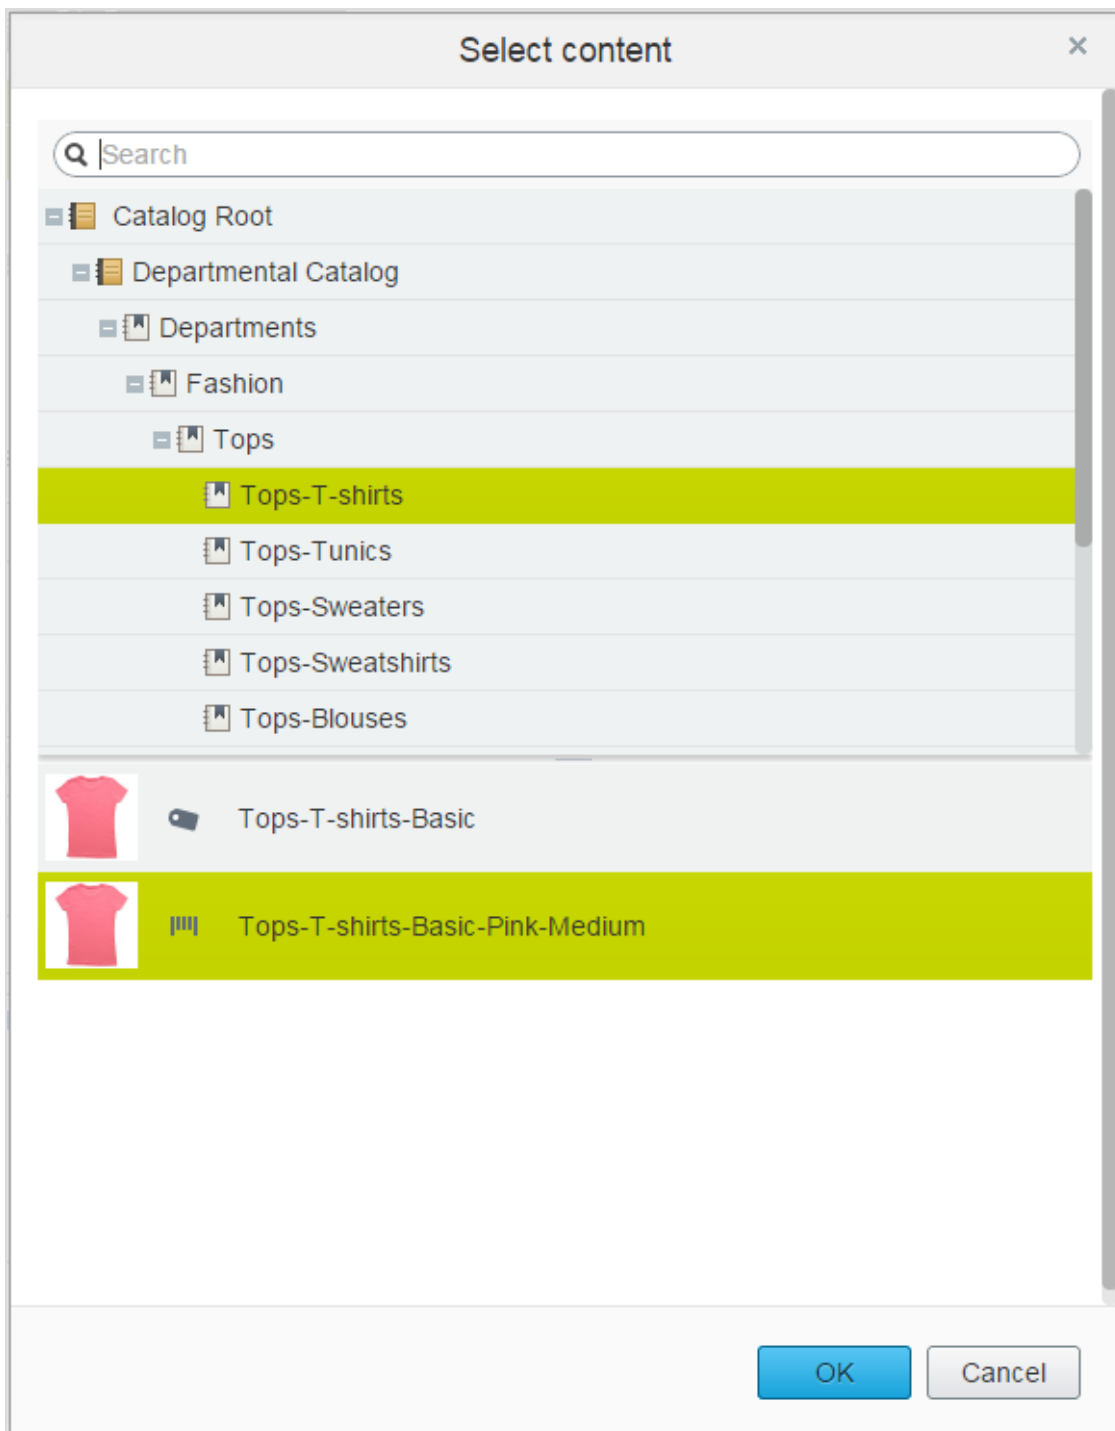 Select content
Search
Catalog Root
Departmental Catalog
Departments
Fashion
Tops
Tops-T-shirts
Tops-Tunics
Tops-Sweaters
Tops-Sweatshirts
Tops-Blouses
Tops-T-shirts-Basic
Tops-T-shirts-Basic-Pink-Medium
OK
Cancel